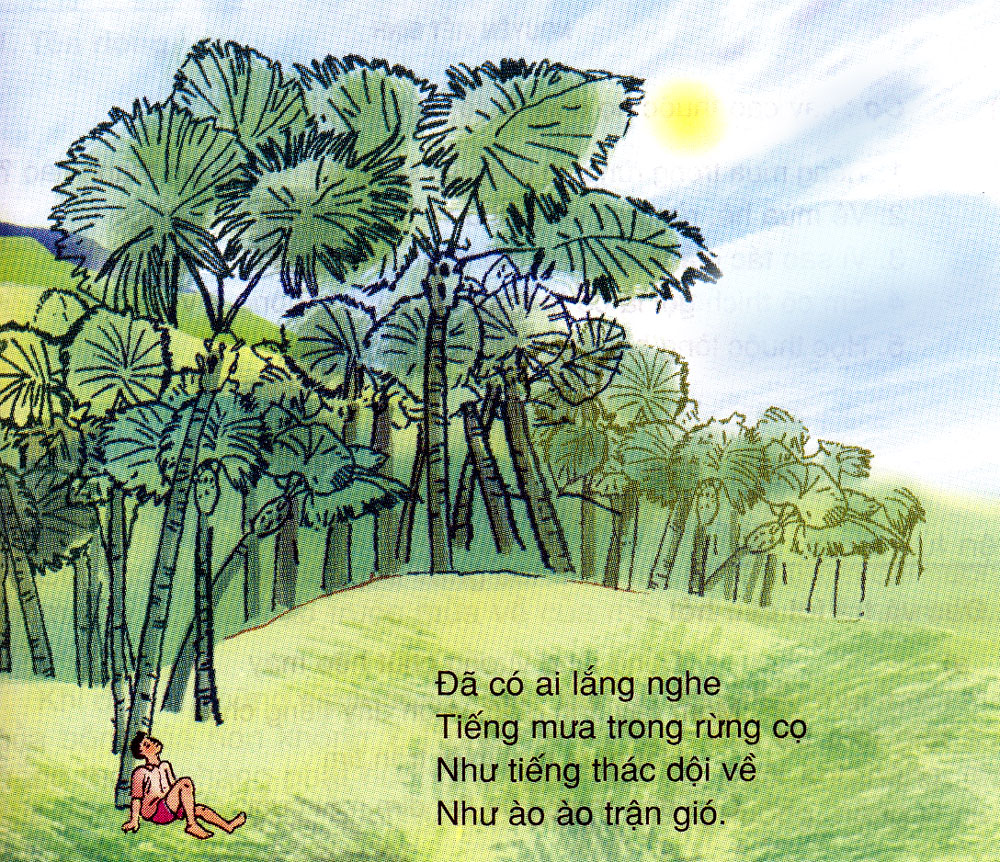 Đã có ai lắng nghe
Tiếng mưa trong rừng cọ
Như tiếng thác dội về
Như ào ào trận gió.